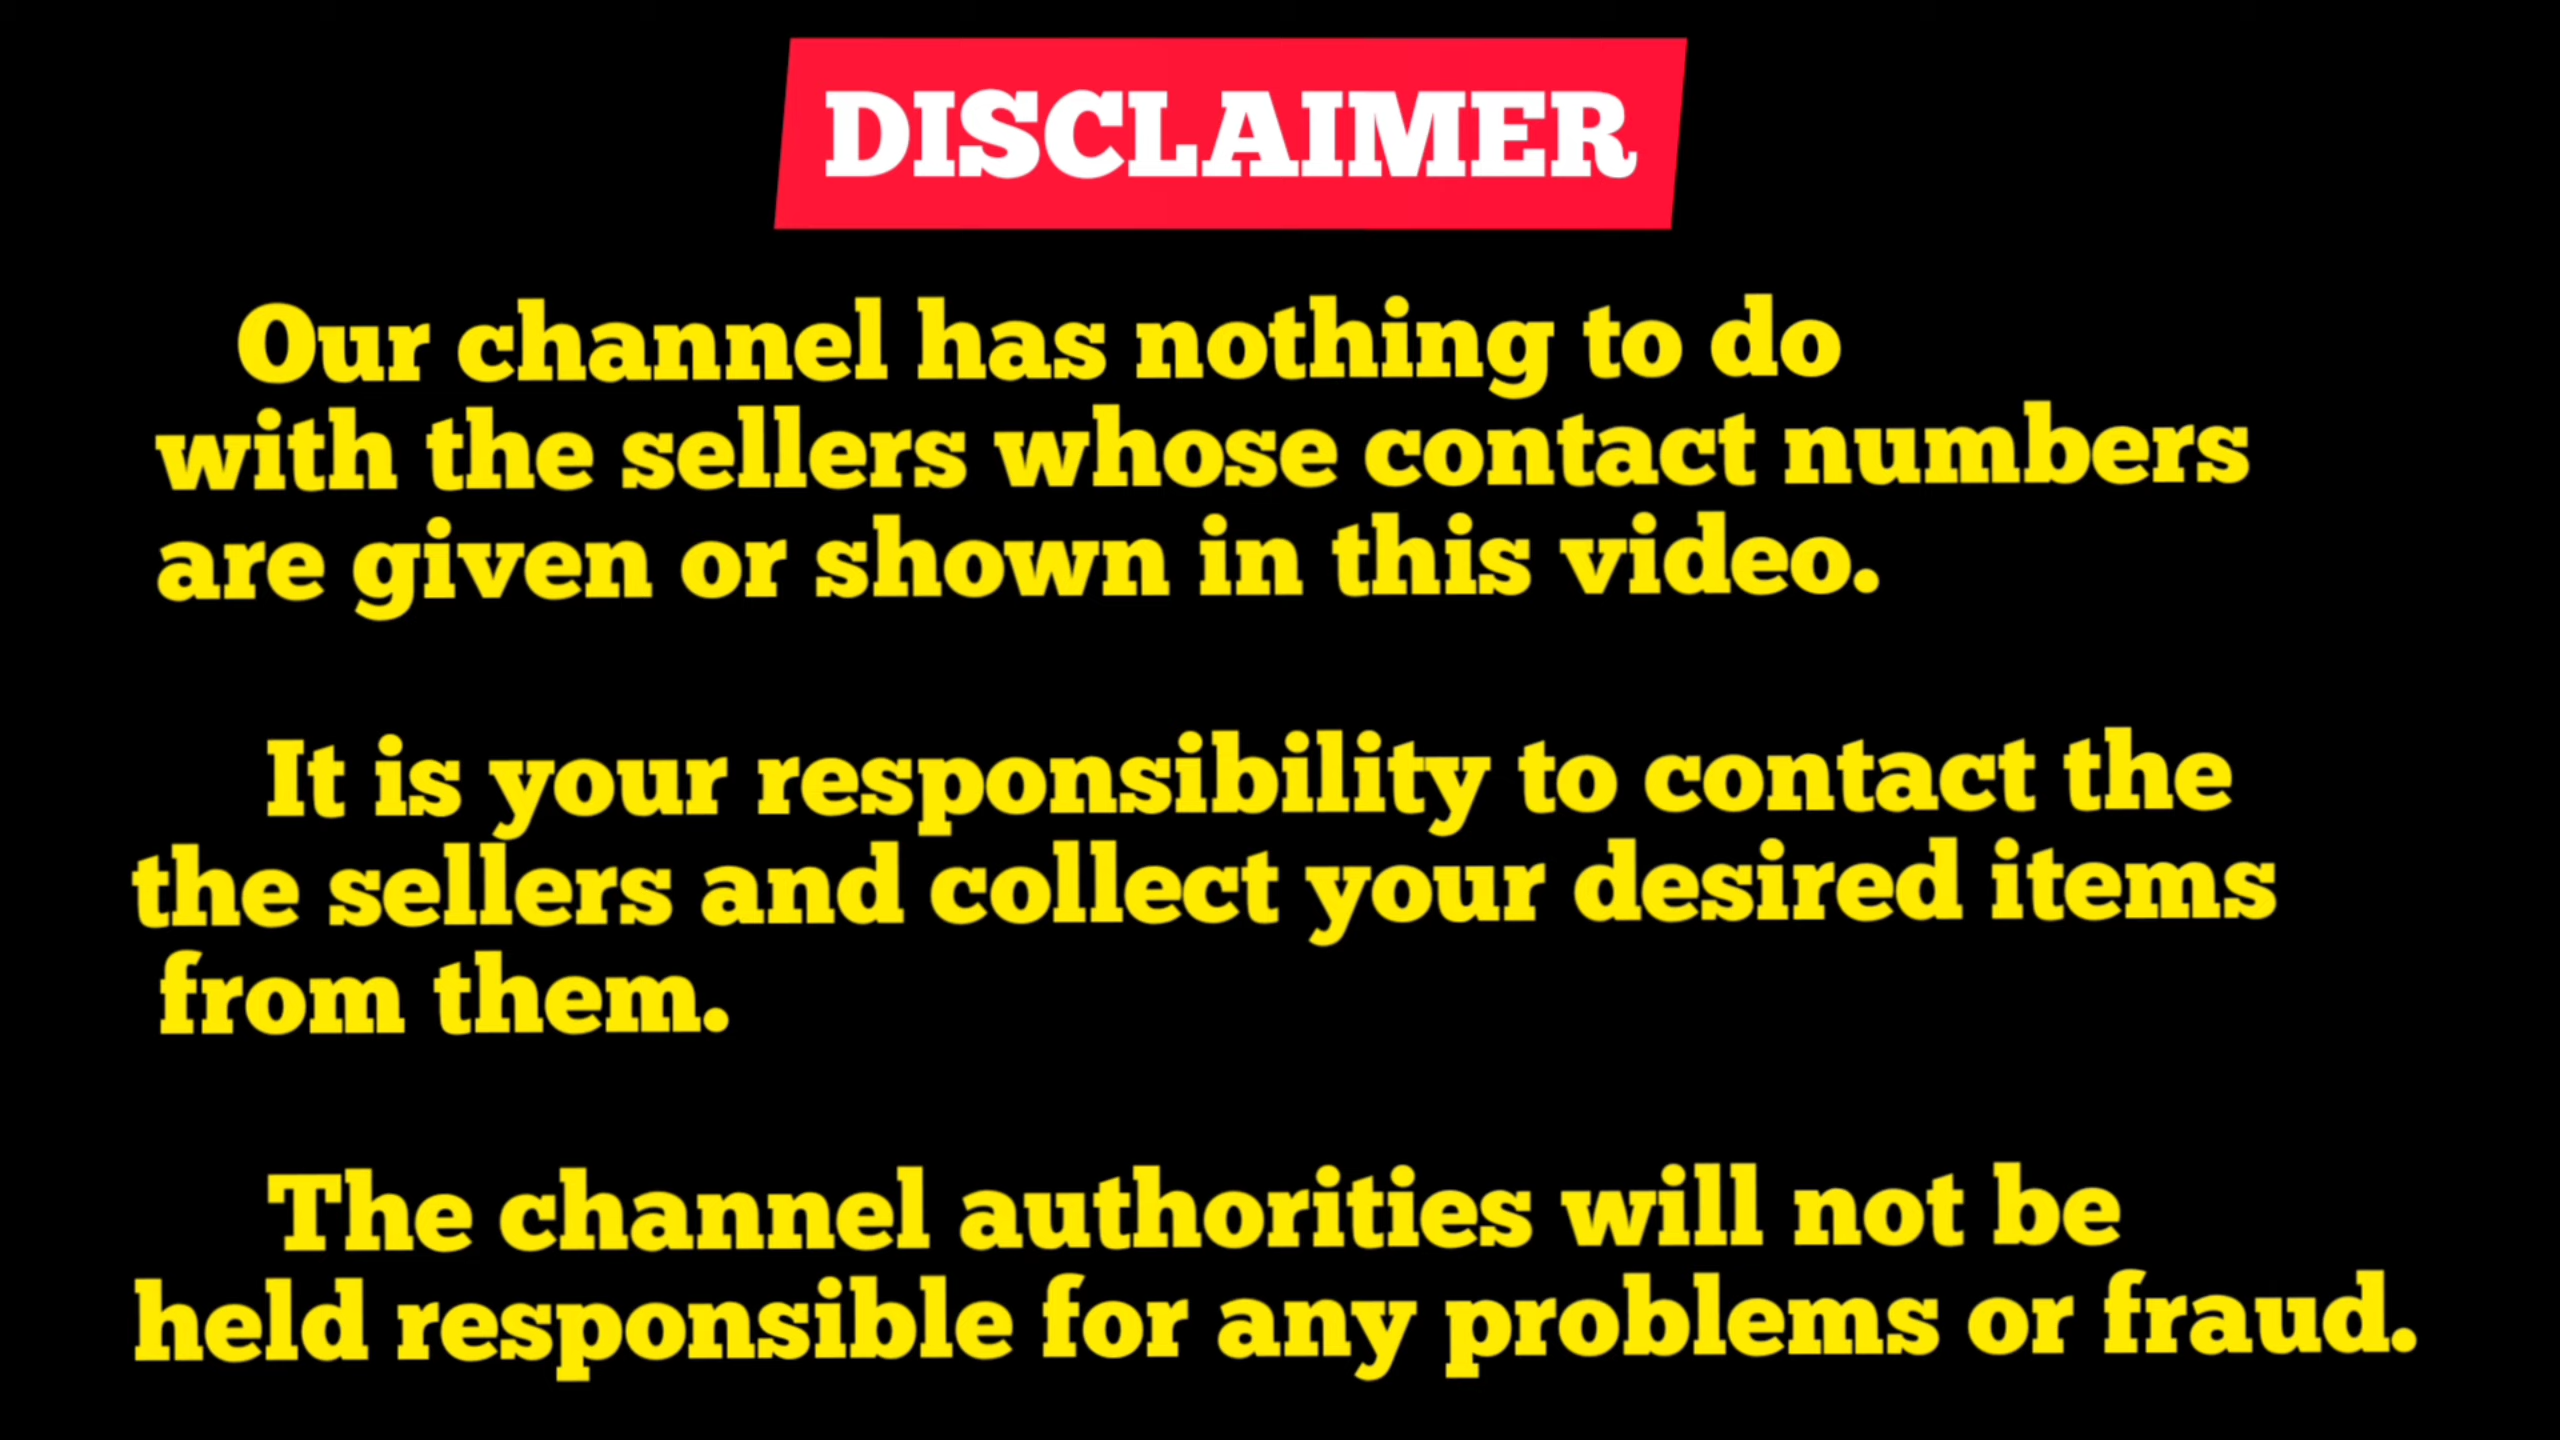 DISCLAIMER
Our channel has nothing to do
with the sellers whose contact numbers
are given or shown in this video.
It is your responsibility to contact the
the sellers and collect your desired items
from them.
The channel authorities will not be
held responsible for any problems or fraud.